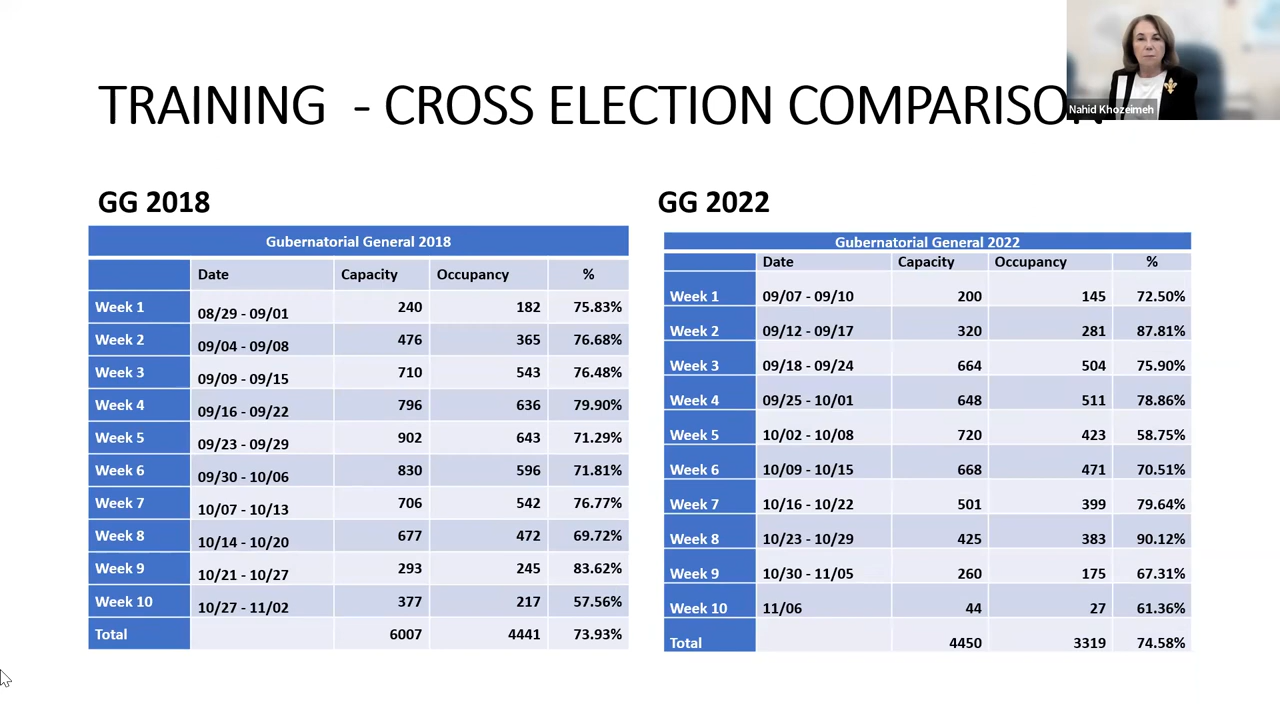 TRAINING - CROSS ELECTION COMPARISON
Nahid Khozeimeh
GG 2018
Gubernatorial General 2018
Date Capacity Occupancy %
Week 1 08/29 - 09/01 240 182 75.83%
Week 2 09/04 - 09/08 476 365 76.68%
Week 3 09/09 - 09/15 710 543 76.48%
Week 4 09/16 - 09/22 796 636 79.90%
Week 5 09/23 - 09/29 902 643 71.29%
Week 6 09/30 - 10/06 830 596 71.81%
Week 7 10/07 - 10/13 706 542 76.77%
Week 8 10/14 - 10/20 677 472 69.72%
Week 9 10/21 - 10/27 293 245 83.62%
Week 10 10/27 - 11/02 377 217 57.56%
Total 6007 4441 73.93%
GG 2022
Gubernatorial General 2022
Date Capacity Occupancy %
Week 1 09/07 - 09/10 200 145 72.50%
Week 2 09/12 - 09/17 320 281 87.81%
Week 3 09/18 - 09/24 664 504 75.90%
Week 4 09/25 - 10/01 648 511 78.86%
Week 5 10/02 - 10/08 720 423 58.75%
Week 6 10/09 - 10/15 668 471 70.51%
Week 7 10/16 - 10/22 501 399 79.64%
Week 8 10/23 - 10/29 425 383 90.12%
Week 9 10/30 - 11/05 260 175 67.31%
Week 10 11/06 44 27 61.36%
Total 4450 3319 74.58%